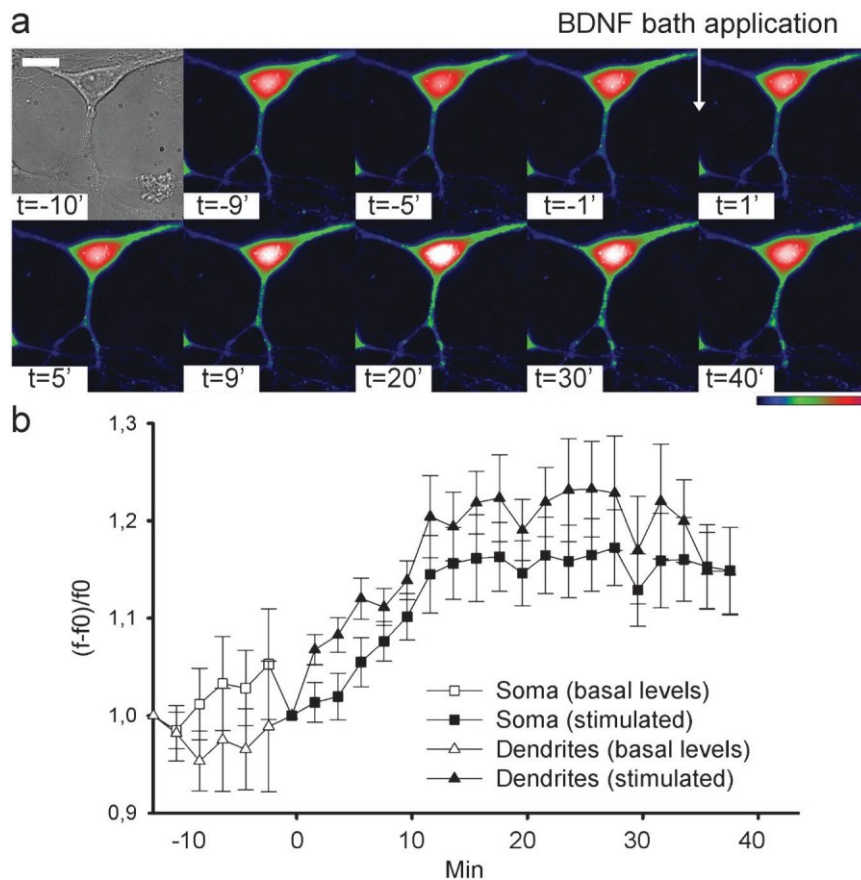 a
BDNF bath application
t=-10'
t=-9'
t=-5'
t=-1'
t=1'
t=5'
t=9'
t=20'
t=30'
t=40‘
b
1,3
1,2
1,1
1,0
0,9
(f-f0)/f0
Soma (basal levels)
Soma (stimulated)
Dendrites (basal levels)
Dendrites (stimulated)
-10 0 10 20 30 40
Min